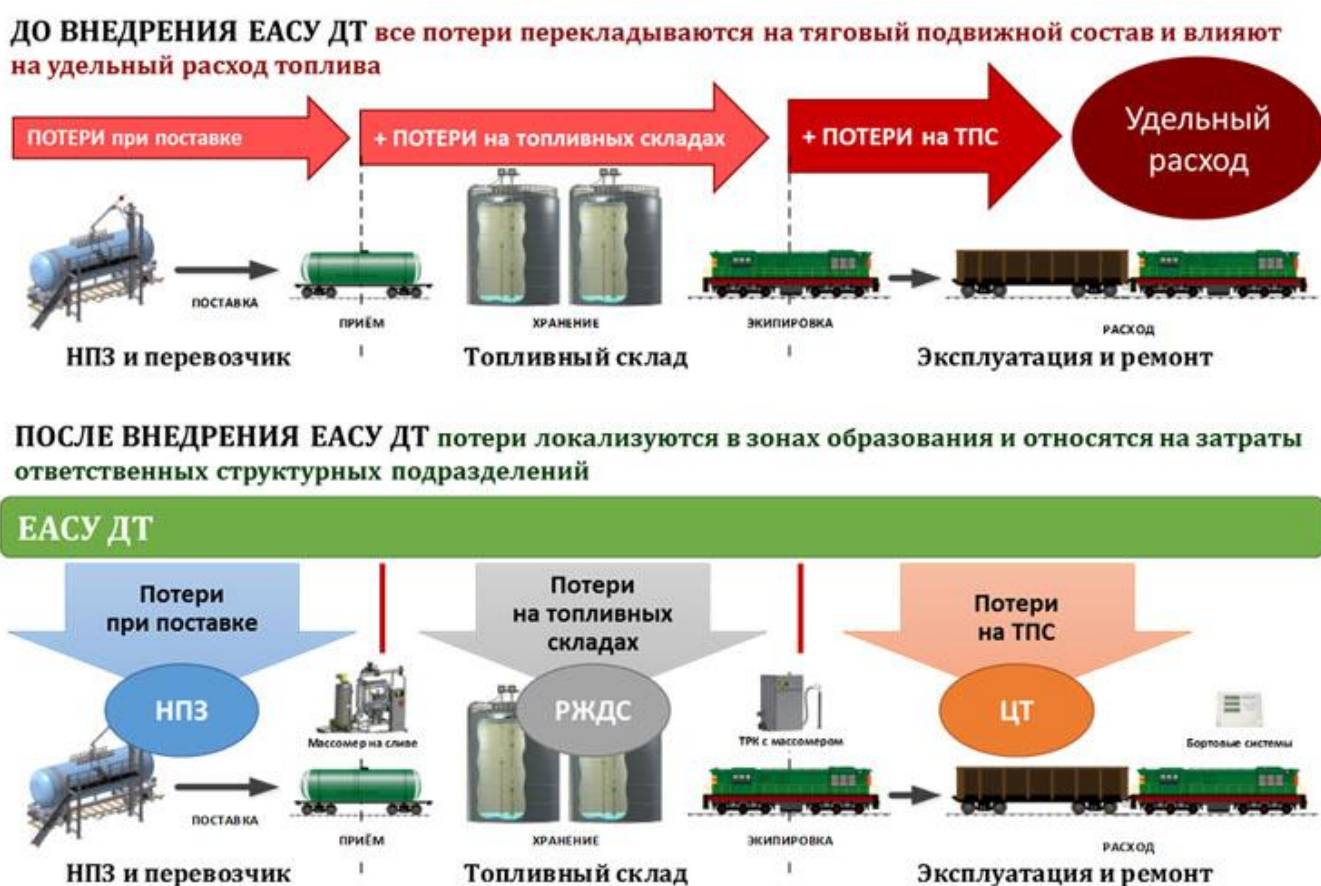 ДО ВНЕДРЕНИЯ ЕАСУ ДТ все потери перекладываются на тяговый подвижной состав и влияют
на удельный расход топлива
ПОТЕРИ при поставке
+ ПОТЕРИ на топливных складах
+ ПОТЕРИ на ТПС
Удельный
расход
ПОСТАВКА
ПРИЁМ
ХРАНЕНИЕ
ЭКИПИРОВКА
РАСХОД
НПЗ и перевозчик
Топливный склад
Эксплуатация и ремонт
ПОСЛЕ ВНЕДРЕНИЯ ЕАСУ ДТ потери локализуются в зонах образования и относятся на затраты
ответственных структурных подразделений
ЕАСУ ДТ
Потери
при поставке
Потери
на топливных
складах
Потери
на ТПС
НПЗ
РЖДС
ЦТ
Массомер на сливе
ТРК с массомером
Бортовые системы
ПОСТАВКА
ПРИЁМ
ХРАНЕНИЕ
ЭКИПИРОВКА
РАСХОД
НПЗ и перевозчик
Топливный склад
Эксплуатация и ремонт